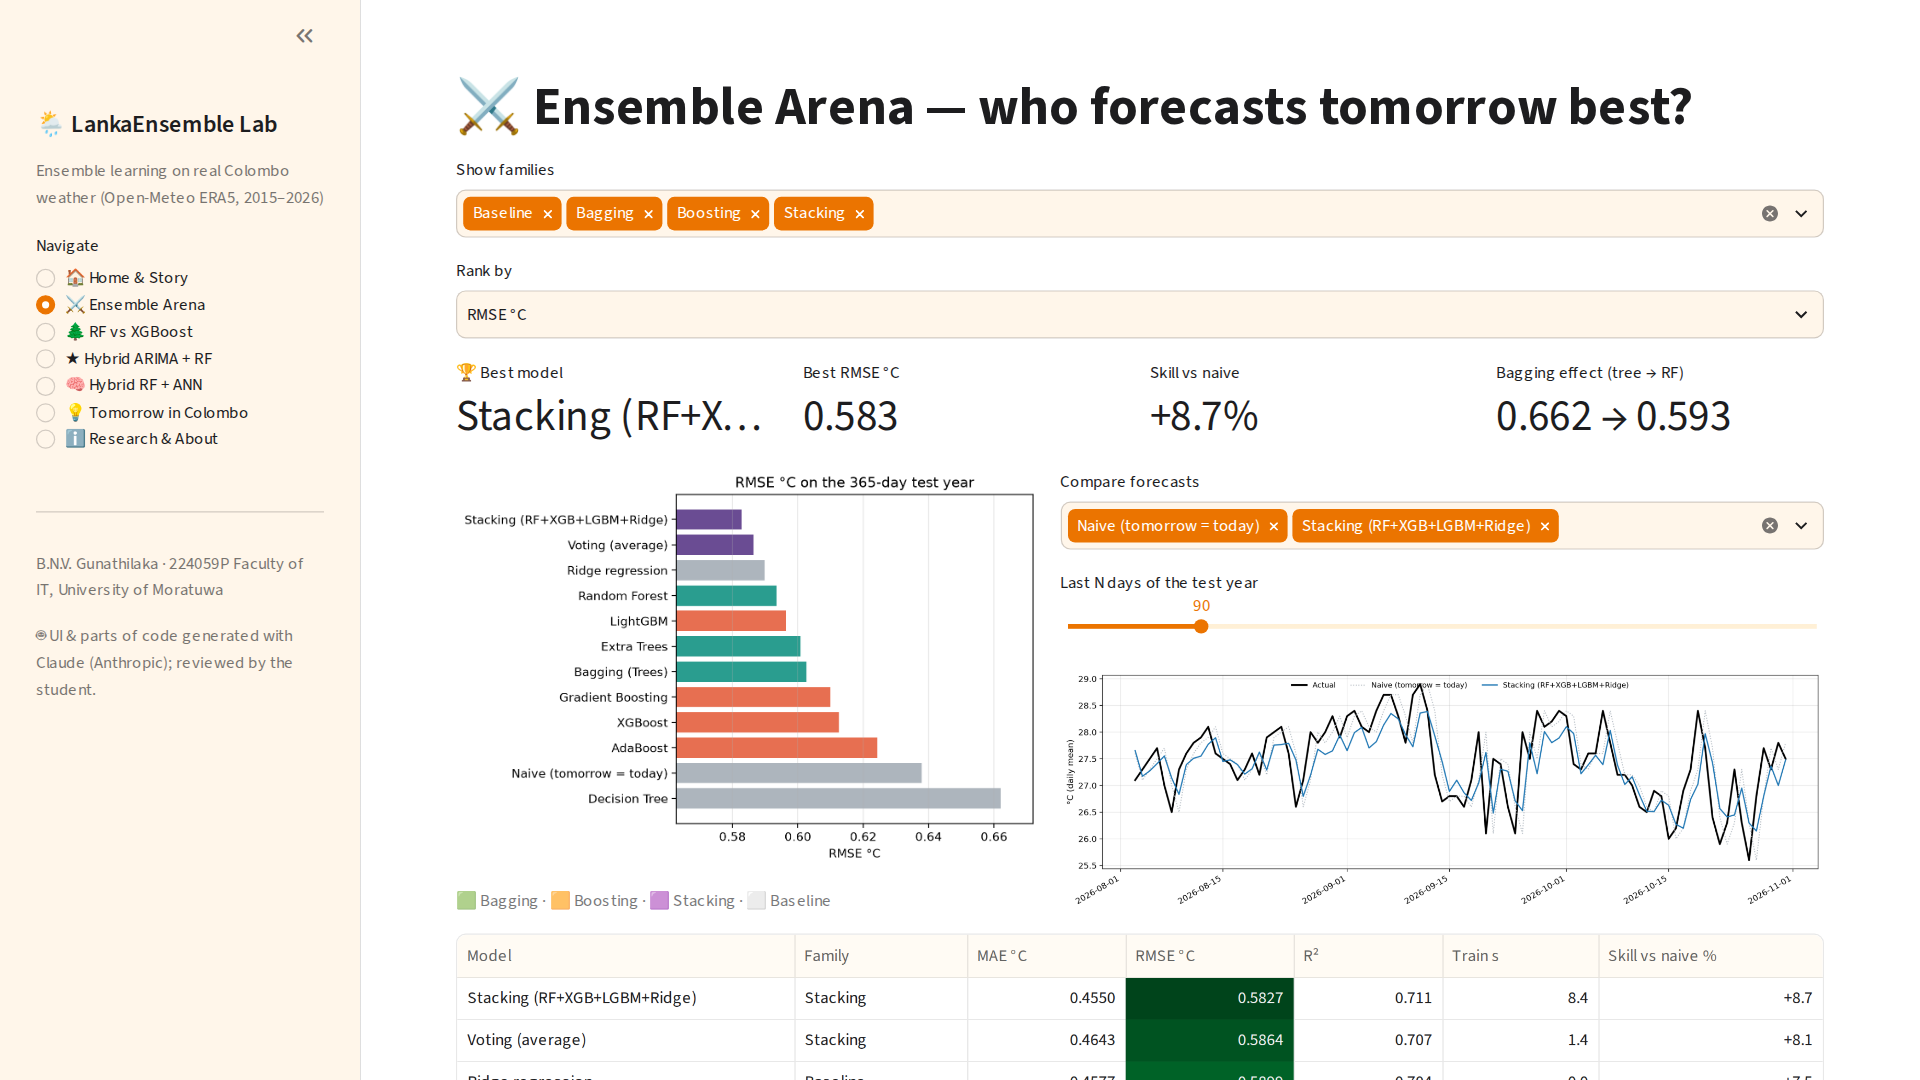 🌦️ LankaEnsemble Lab
Ensemble learning on real Colombo
weather (Open-Meteo ERA5, 2015–2026)
Navigate
🏠 Home & Story
⚔️ Ensemble Arena
🌲 RF vs XGBoost
★ Hybrid ARIMA + RF
🧠 Hybrid RF + ANN
💡 Tomorrow in Colombo
ℹ️ Research & About
B.N.V. Gunathilaka · 224059P Faculty of
IT, University of Moratuwa
UI & parts of code generated with
Claude (Anthropic); reviewed by the
student.
⚔️ Ensemble Arena — who forecasts tomorrow best?
Show families
Baseline × Bagging × Boosting × Stacking ×
Rank by
RMSE °C
🏆 Best model
Stacking (RF+X…
Best RMSE °C
0.583
Skill vs naive
+8.7%
Bagging effect (tree → RF)
0.662 → 0.593
RMSE °C on the 365-day test year
Stacking (RF+XGB+LGBM+Ridge)
Voting (average)
Ridge regression
Random Forest
LightGBM
Extra Trees
Bagging (Trees)
Gradient Boosting
XGBoost
AdaBoost
Naive (tomorrow = today)
Decision Tree
0.58 0.60 0.62 0.64 0.66
RMSE °C
🟩 Bagging · 🟧 Boosting · 🟪 Stacking · ⬜ Baseline
Compare forecasts
Naive (tomorrow = today) × Stacking (RF+XGB+LGBM+Ridge) ×
Last N days of the test year
90
Actual Naive (tomorrow = today) Stacking (RF+XGB+LGBM+Ridge)
°C (daily mean)
29.0
28.5
28.0
27.5
27.0
26.5
26.0
25.5
2026-08-01 2026-08-15 2026-09-01 2026-09-15 2026-10-01 2026-10-15 2026-11-01
Model Family MAE °C RMSE °C R² Train s Skill vs naive %
Stacking (RF+XGB+LGBM+Ridge) Stacking 0.4550 0.5827 0.711 8.4 +8.7
Voting (average) Stacking 0.4643 0.5864 0.707 1.4 +8.1